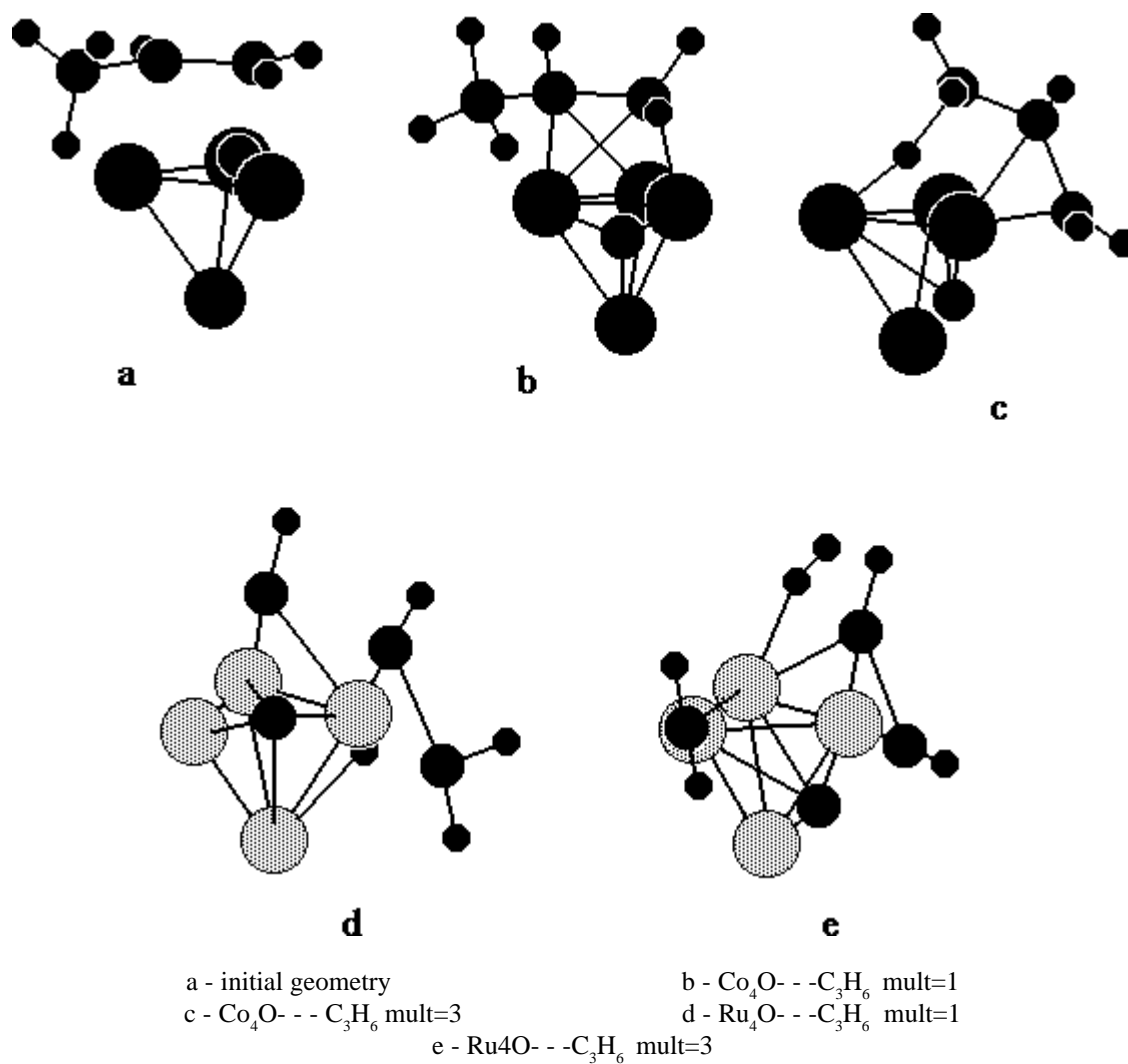 a
b
c
d
e
a - initial geometry
b - Co₄O- - -C₃H₆ mult=1
c - Co₄O- - - C₃H₆ mult=3
d - Ru₄O- - -C₃H₆ mult=1
e - Ru4O- - -C₃H₆ mult=3